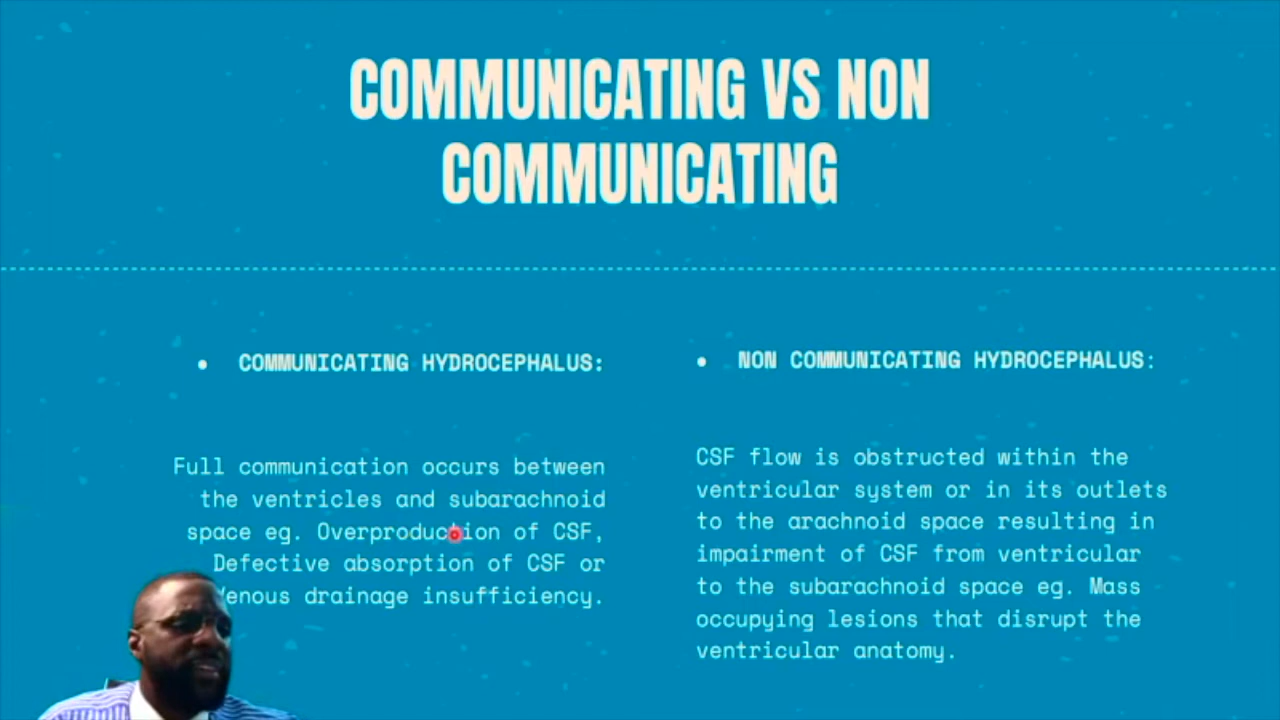 COMMUNICATING VS NON
COMMUNICATING
• COMMUNICATING HYDROCEPHALUS:
Full communication occurs between
the ventricles and subarachnoid
space eg. Overproduction of CSF,
Defective absorption of CSF or
Venous drainage insufficiency.
• NON COMMUNICATING HYDROCEPHALUS:
CSF flow is obstructed within the
ventricular system or in its outlets
to the arachnoid space resulting in
impairment of CSF from ventricular
to the subarachnoid space eg. Mass
occupying lesions that disrupt the
ventricular anatomy.